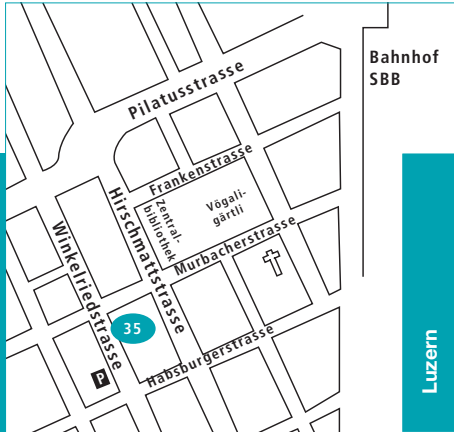 Bahnhof
SBB
Pilatusstrasse
Frankenstrasse
Hirschmattstrasse
Zentral-
bibliothek
Vögali-
gärtli
Winkelriedstrasse
Murbacherstrasse
35
Habsburgerstrasse
P
Luzern